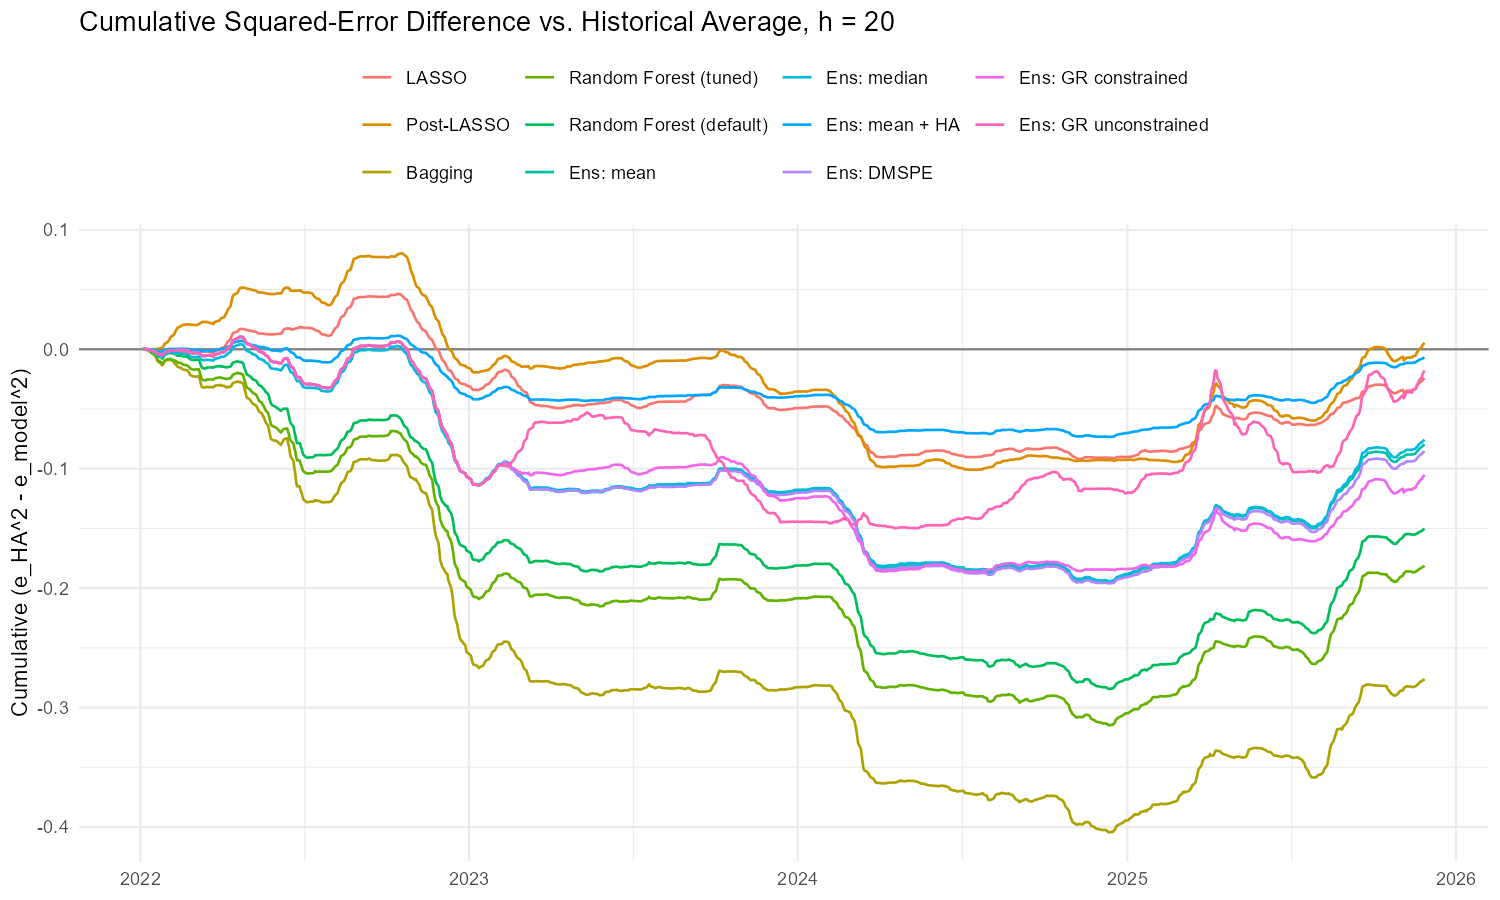 Cumulative Squared-Error Difference vs. Historical Average, h = 20
LASSO
Random Forest (tuned)
Ens: median
Ens: GR constrained
Post-LASSO
Random Forest (default)
Ens: mean + HA
Ens: GR unconstrained
Bagging
Ens: mean
Ens: DMSPE
Cumulative (e_HA^2 - e_model^2)
0.1
0.0
-0.1
-0.2
-0.3
-0.4
2022
2023
2024
2025
2026